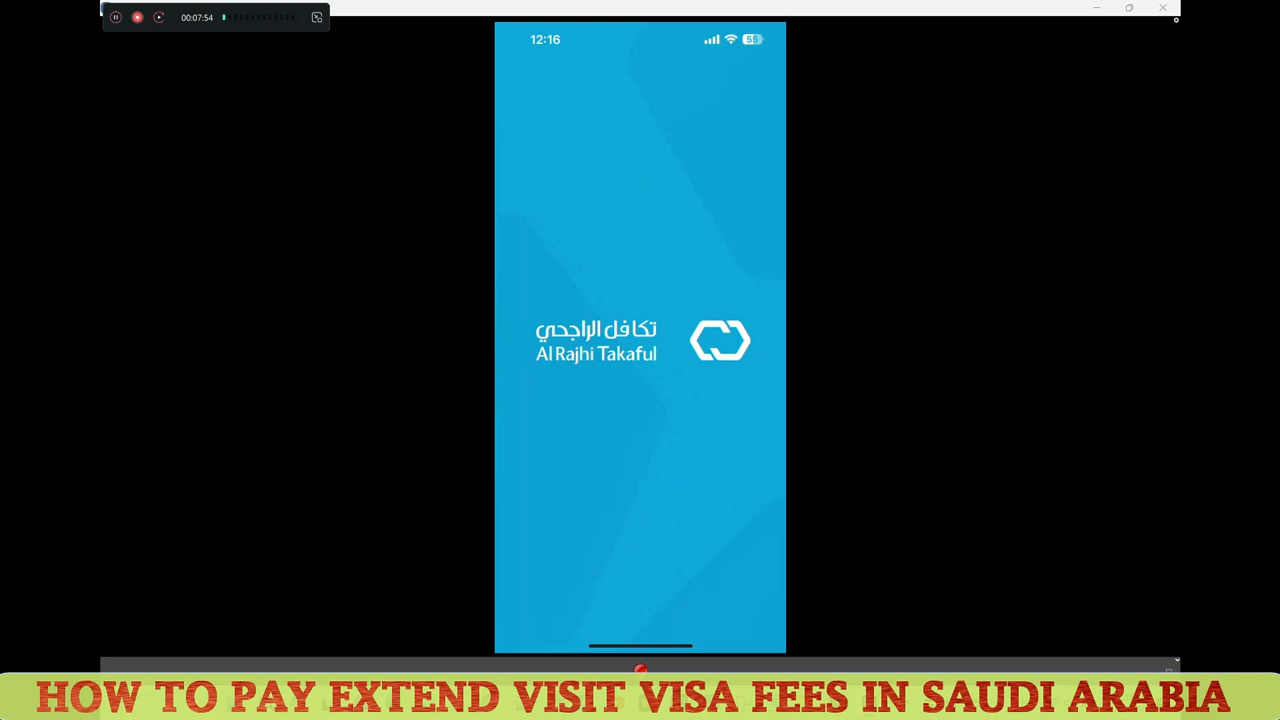 00:07:54
12:16
55
تكافل الراجحي
Al Rajhi Takaful
HOW TO PAY EXTEND VISIT VISA FEES IN SAUDI ARABIA